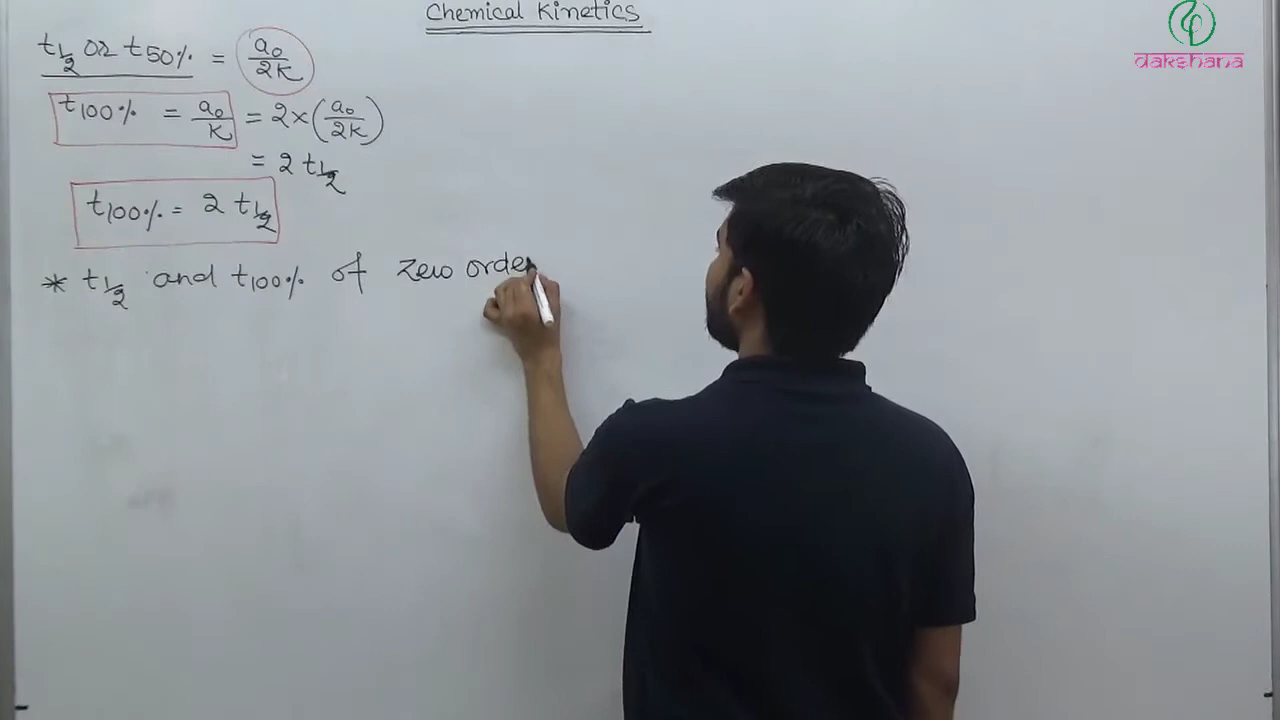 Chemical Kinetics
dakshana
t½ or t50% = a₀/2K
t100% = a₀/K = 2×(a₀/2K)
= 2 t½
t100% = 2 t½
* t½ and t100% of zero order